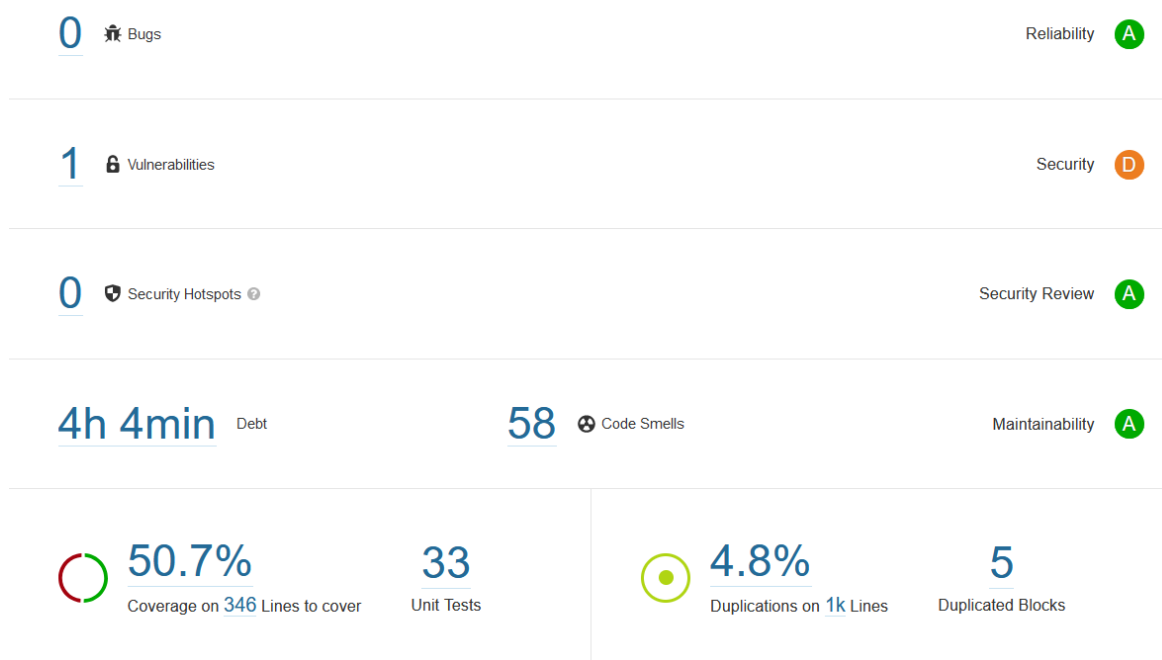 0 Bugs Reliability A
1 Vulnerabilities Security D
0 Security Hotspots ? Security Review A
4h 4min Debt 58 Code Smells Maintainability A
50.7% 33 4.8% 5
Coverage on 346 Lines to cover Unit Tests Duplications on 1k Lines Duplicated Blocks